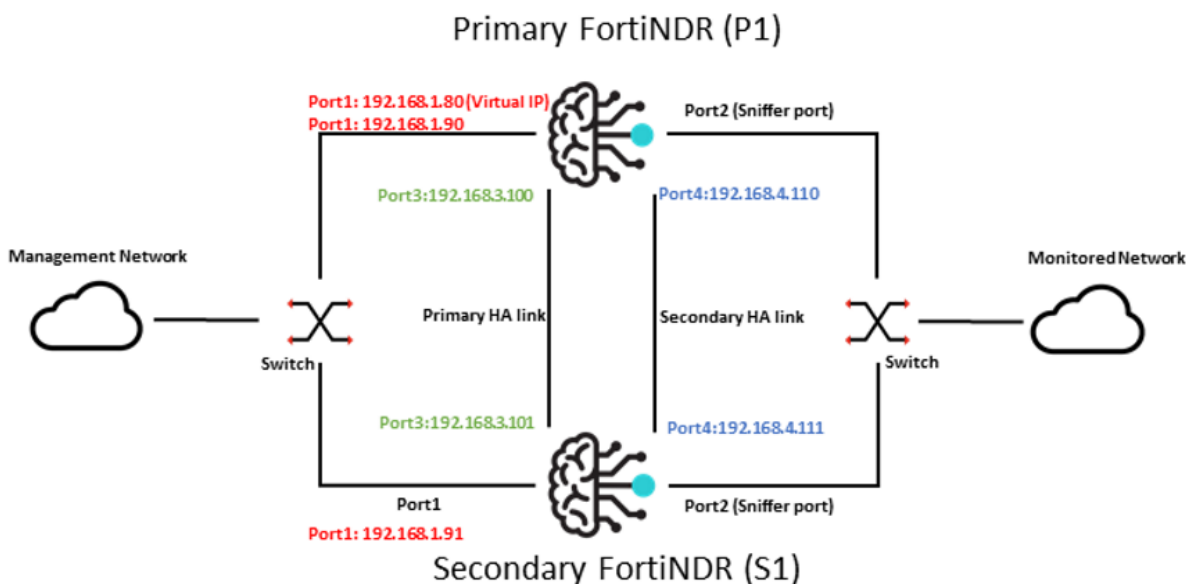 Primary FortiNDR (P1)
Port1: 192.168.1.80 (Virtual IP)
Port1: 192.168.1.90
Port2 (Sniffer port)
Port3:192.168.3.100
Port4:192.168.4.110
Management Network
Monitored Network
Primary HA link
Secondary HA link
Switch
Switch
Port3:192.168.3.101
Port4:192.168.4.111
Port1
Port2 (Sniffer port)
Port1: 192.168.1.91
Secondary FortiNDR (S1)